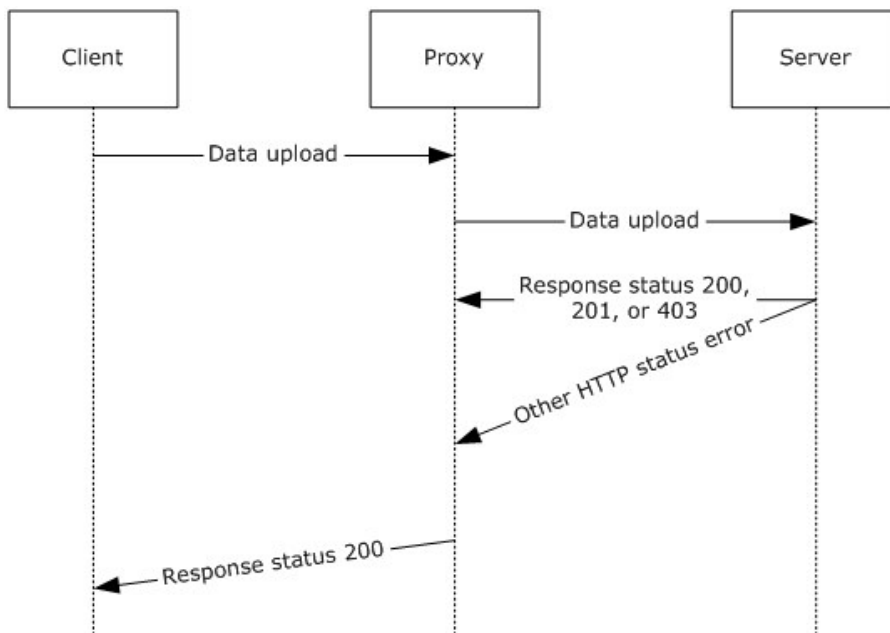 Client
Proxy
Server
Data upload
Data upload
Response status 200,
201, or 403
Other HTTP status error
Response status 200